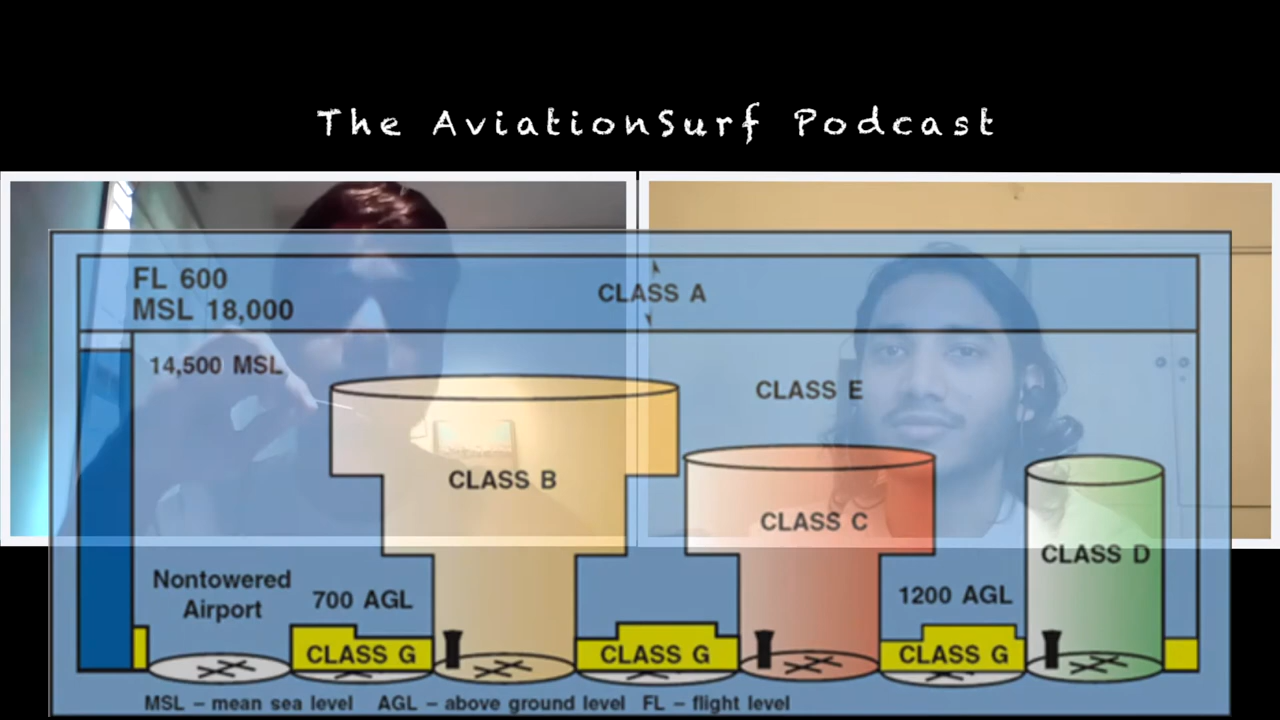 The AviationSurf Podcast
FL 600
MSL 18,000
CLASS A
14,500 MSL
CLASS E
CLASS B
CLASS C
CLASS D
Nontowered
Airport
700 AGL
1200 AGL
CLASS G
CLASS G
CLASS G
MSL – mean sea level AGL – above ground level FL – flight level